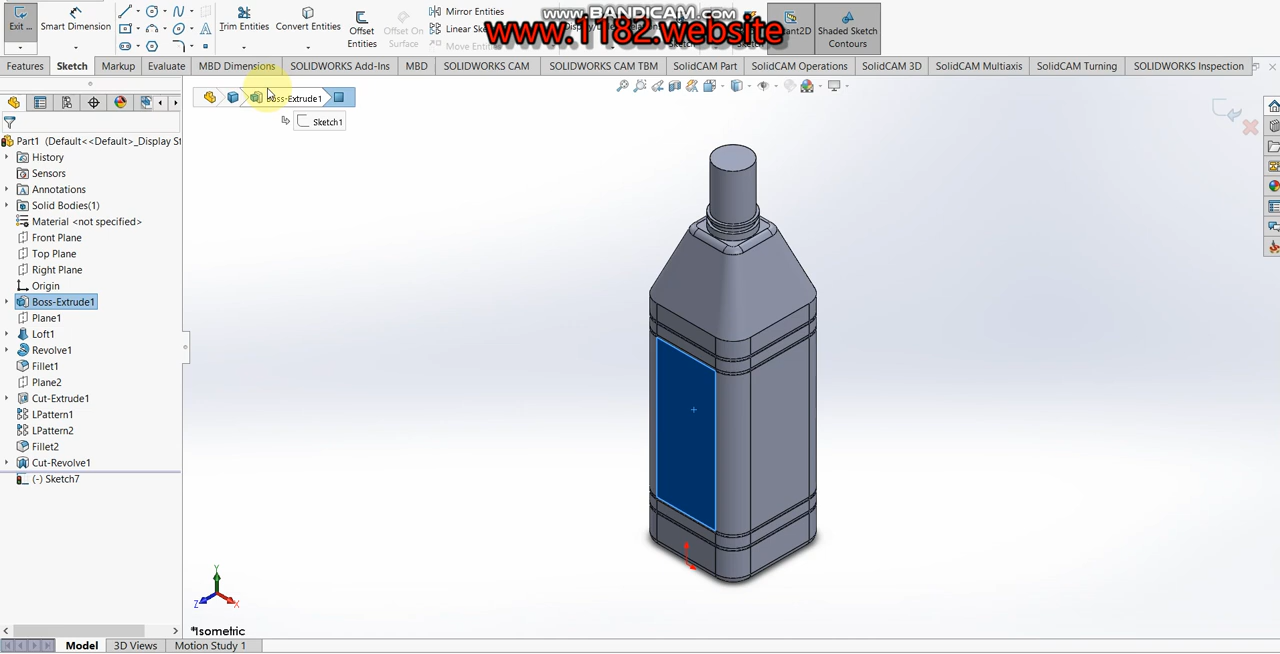 www.BANDICAM.com
www.1182.website
Exit ...
Smart Dimension
Trim Entities
Convert Entities
Offset Entities
Offset On Surface
Mirror Entities
Linear Sk
Move Entities
Sketch
Instant2D
Shaded Sketch Contours
Features
Sketch
Markup
Evaluate
MBD Dimensions
SOLIDWORKS Add-Ins
MBD
SOLIDWORKS CAM
SOLIDWORKS CAM TBM
SolidCAM Part
SolidCAM Operations
SolidCAM 3D
SolidCAM Multiaxis
SolidCAM Turning
SOLIDWORKS Inspection
Boss-Extrude1
Sketch1
Part1 (Default<<Default>_Display St
History
Sensors
Annotations
Solid Bodies(1)
Material <not specified>
Front Plane
Top Plane
Right Plane
Origin
Boss-Extrude1
Plane1
Loft1
Revolve1
Fillet1
Plane2
Cut-Extrude1
LPattern1
LPattern2
Fillet2
Cut-Revolve1
(-) Sketch7
Y
Z
X
*Isometric
Model
3D Views
Motion Study 1